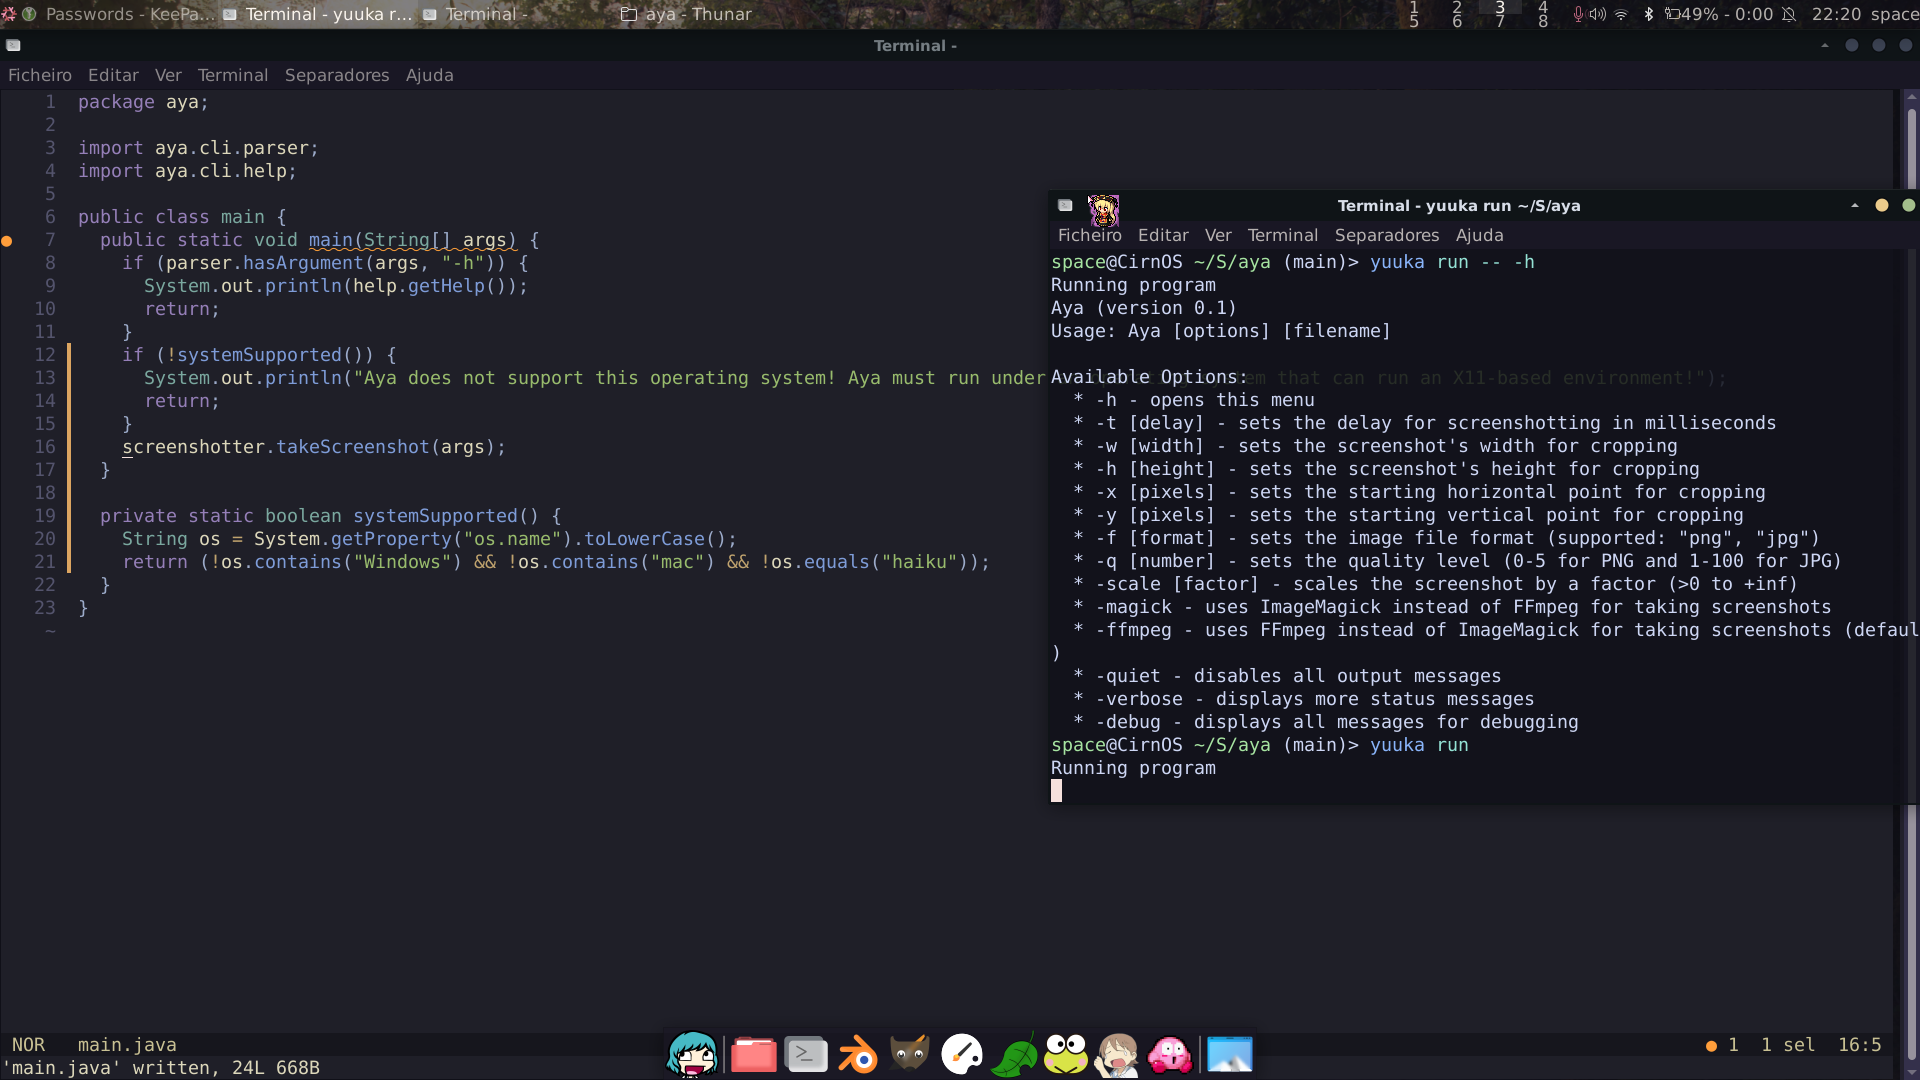 Passwords - KeePa... Terminal - yuuka r... Terminal - aya - Thunar 1 2 3 4 49% - 0:00 22:20 space
5 6 7 8
Terminal -
Ficheiro Editar Ver Terminal Separadores Ajuda
1 package aya;
2
3 import aya.cli.parser;
4 import aya.cli.help;
5
6 public class main {
7 public static void main(String[] args) {
8 if (parser.hasArgument(args, "-h")) {
9 System.out.println(help.getHelp());
10 return;
11 }
12 if (!systemSupported()) {
13 System.out.println("Aya does not support this operating system! Aya must run under system that can run an X11-based environment!");
14 return;
15 }
16 screenshotter.takeScreenshot(args);
17 }
18
19 private static boolean systemSupported() {
20 String os = System.getProperty("os.name").toLowerCase();
21 return (!os.contains("Windows") && !os.contains("mac") && !os.equals("haiku"));
22 }
23 }
~
Terminal - yuuka run ~/S/aya
Ficheiro Editar Ver Terminal Separadores Ajuda
space@CirnOS ~/S/aya (main)> yuuka run -- -h
Running program
Aya (version 0.1)
Usage: Aya [options] [filename]
Available Options:
* -h - opens this menu
* -t [delay] - sets the delay for screenshotting in milliseconds
* -w [width] - sets the screenshot's width for cropping
* -h [height] - sets the screenshot's height for cropping
* -x [pixels] - sets the starting horizontal point for cropping
* -y [pixels] - sets the starting vertical point for cropping
* -f [format] - sets the image file format (supported: "png", "jpg")
* -q [number] - sets the quality level (0-5 for PNG and 1-100 for JPG)
* -scale [factor] - scales the screenshot by a factor (>0 to +inf)
* -magick - uses ImageMagick instead of FFmpeg for taking screenshots
* -ffmpeg - uses FFmpeg instead of ImageMagick for taking screenshots (defaul
)
* -quiet - disables all output messages
* -verbose - displays more status messages
* -debug - displays all messages for debugging
space@CirnOS ~/S/aya (main)> yuuka run
Running program
NOR main.java 1 1 sel 16:5
'main.java' written, 24L 668B